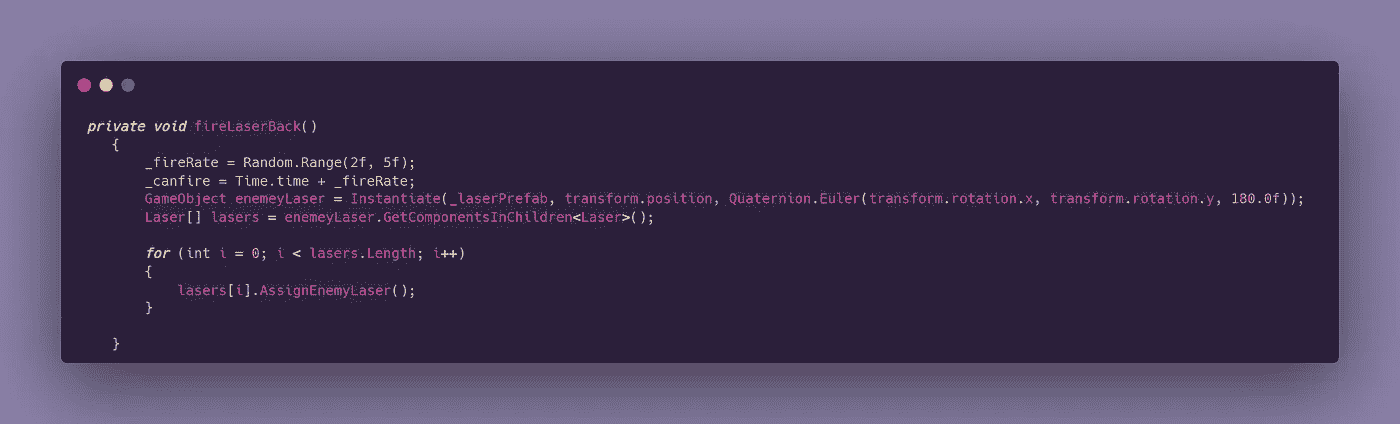 private void fireLaserBack()
{
_fireRate = Random.Range(2f, 5f);
_canfire = Time.time + _fireRate;
GameObject enemeyLaser = Instantiate(_laserPrefab, transform.position, Quaternion.Euler(transform.rotation.x, transform.rotation.y, 180.0f));
Laser[] lasers = enemeyLaser.GetComponentsInChildren<Laser>();
for (int i = 0; i < lasers.Length; i++)
{
lasers[i].AssignEnemyLaser();
}
}